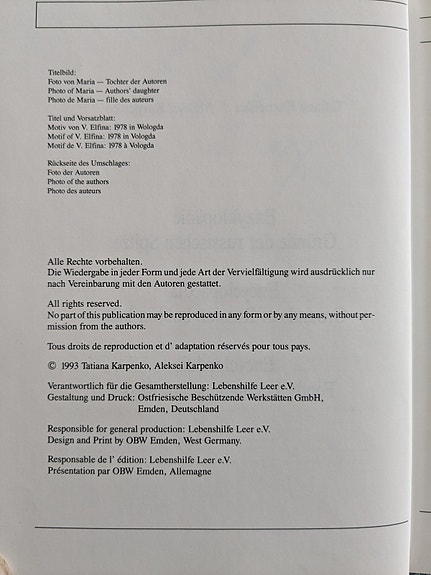 Titelbild:
Foto von Maria — Tochter der Autoren
Photo of Maria — Authors' daughter
Photo de Maria — fille des auteurs
Titel und Vorsatzblatt:
Motiv von V. Elfina: 1978 in Wologda
Motif of V. Elfina: 1978 in Vologda
Motif de V. Elfina: 1978 à Vologda
Rückseite des Umschlages:
Foto der Autoren
Photo of the authors
Photo des auteurs
Alle Rechte vorbehalten.
Die Wiedergabe in jeder Form und jede Art der Vervielfältigung wird ausdrücklich nur
nach Vereinbarung mit den Autoren gestattet.
All rights reserved.
No part of this publication may be reproduced in any form or by any means, without per-
mission from the authors.
Tous droits de reproduction et d' adaptation réservés pour tous pays.
© 1993 Tatiana Karpenko, Aleksei Karpenko
Verantwortlich für die Gesamtherstellung: Lebenshilfe Leer e.V.
Gestaltung und Druck: Ostfriesische Beschützende Werkstätten GmbH,
Emden, Deutschland
Responsible for general production: Lebenshilfe Leer e.V.
Design and Print by OBW Emden, West Germany.
Responsable de l' édition: Lebenshilfe Leer e.V.
Présentation par OBW Emden, Allemagne